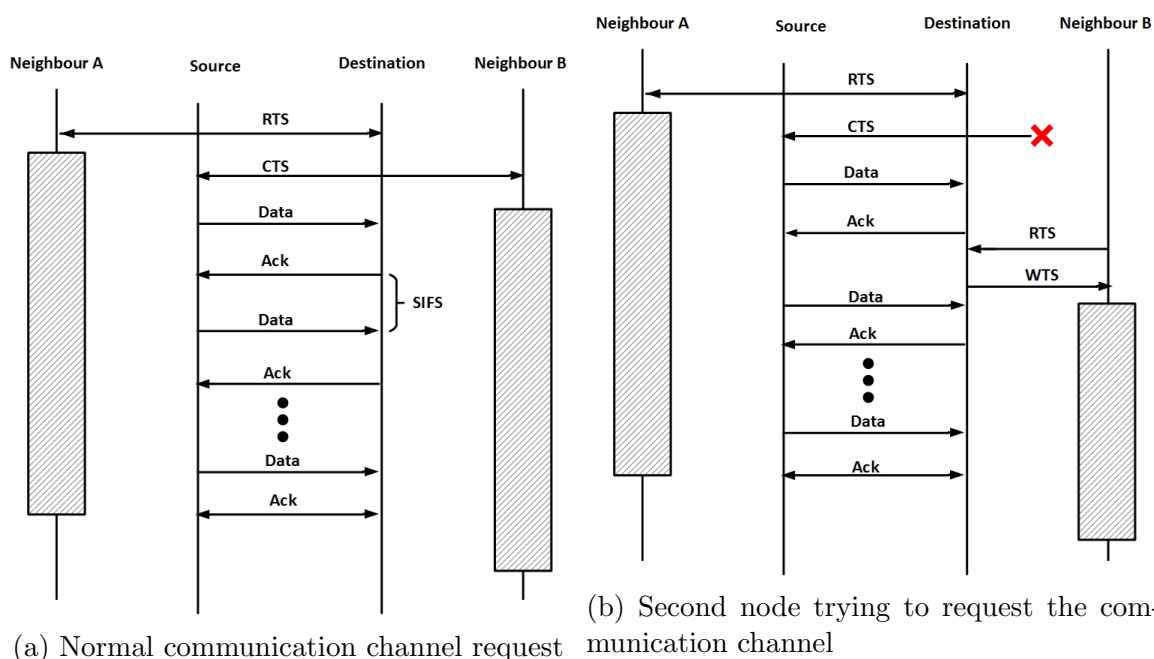 Neighbour A
Source
Destination
Neighbour B
RTS
CTS
Data
Ack
SIFS
Data
Ack
Data
Ack
(a) Normal communication channel request
Neighbour A
Source
Destination
Neighbour B
RTS
CTS
Data
Ack
RTS
WTS
Data
Ack
Data
Ack
(b) Second node trying to request the com-
munication channel